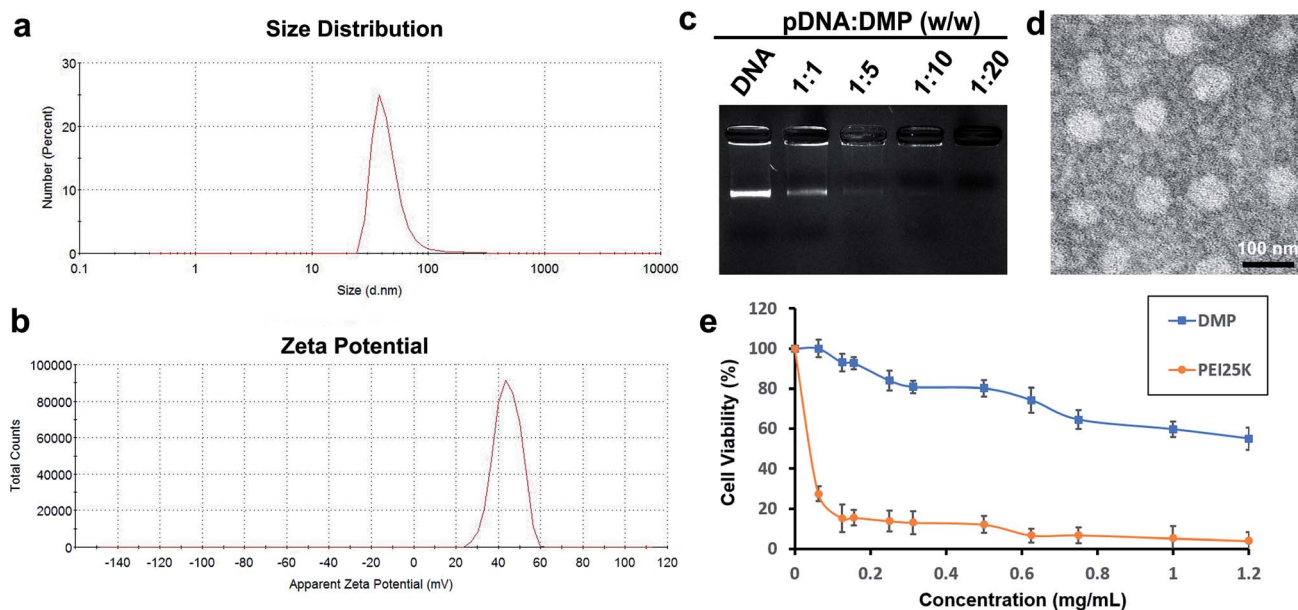 a
Size Distribution
Number (Percent)
30
20
10
0
0.1 1 10 100 1000 10000
Size (d.nm)
b
Zeta Potential
Total Counts
100000
80000
60000
40000
20000
0
-140 -120 -100 -80 -60 -40 -20 0 20 40 60 80 100 120
Apparent Zeta Potential (mV)
c
pDNA:DMP (w/w)
DNA 1:1 1:5 1:10 1:20
d
100 nm
e
Cell Viability (%)
120
100
80
60
40
20
0
0 0.2 0.4 0.6 0.8 1 1.2
Concentration (mg/mL)
DMP
PEI25K